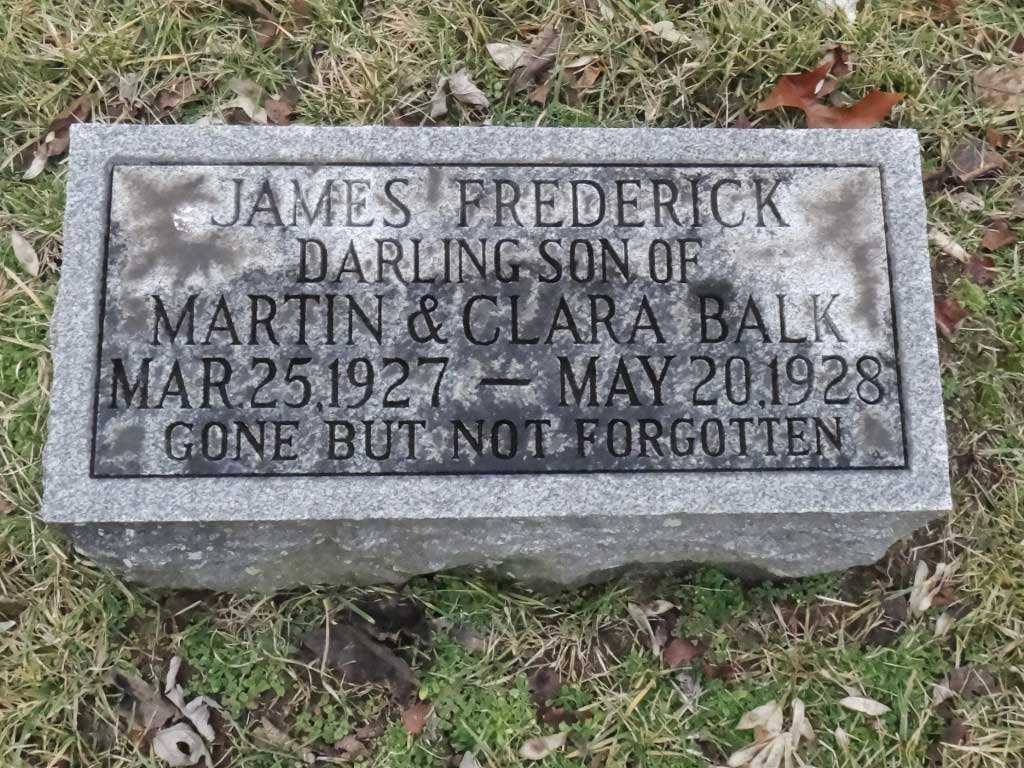 JAMES FREDERICK
DARLING SON OF
MARTIN & CLARA BALK
MAR. 25, 1927 — MAY 20, 1928
GONE BUT NOT FORGOTTEN